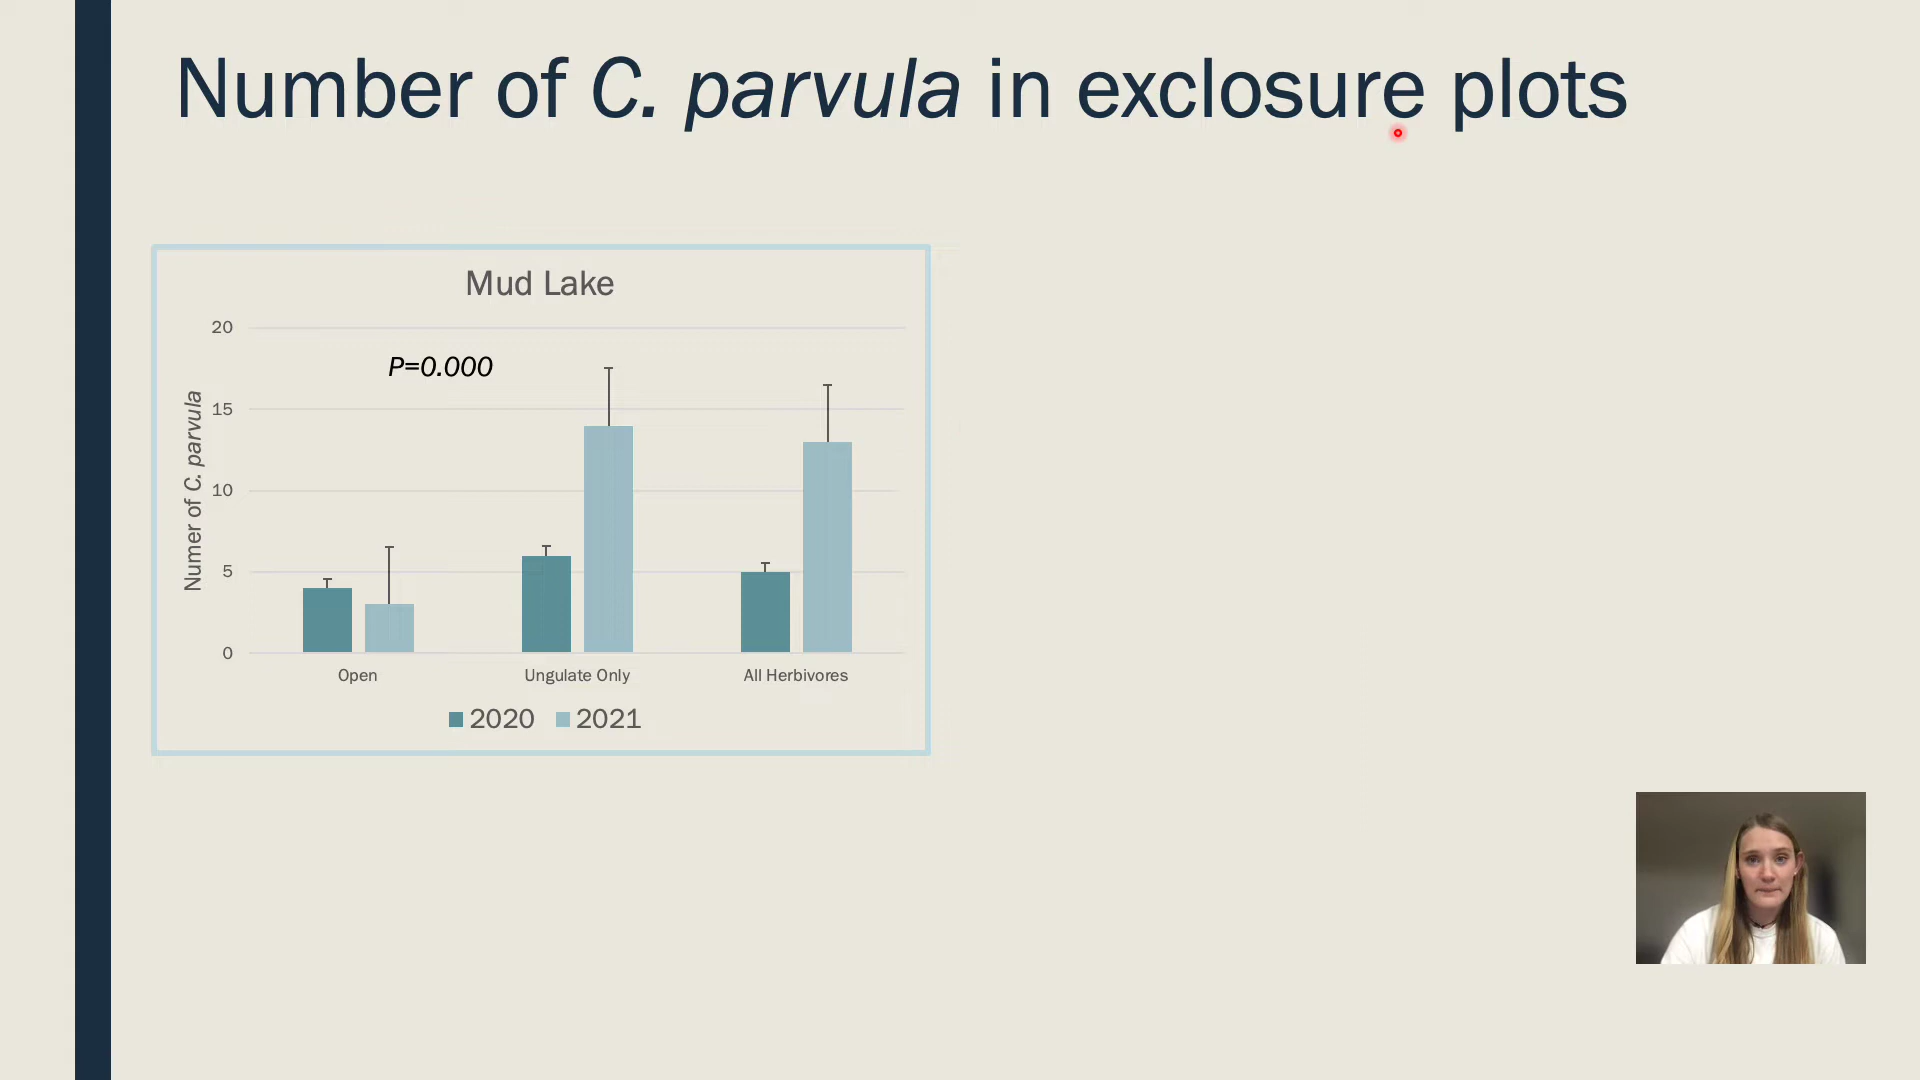 Number of C. parvula in exclosure plots
Mud Lake
P=0.000
Numer of C. parvula
20
15
10
5
0
Open
Ungulate Only
All Herbivores
2020
2021